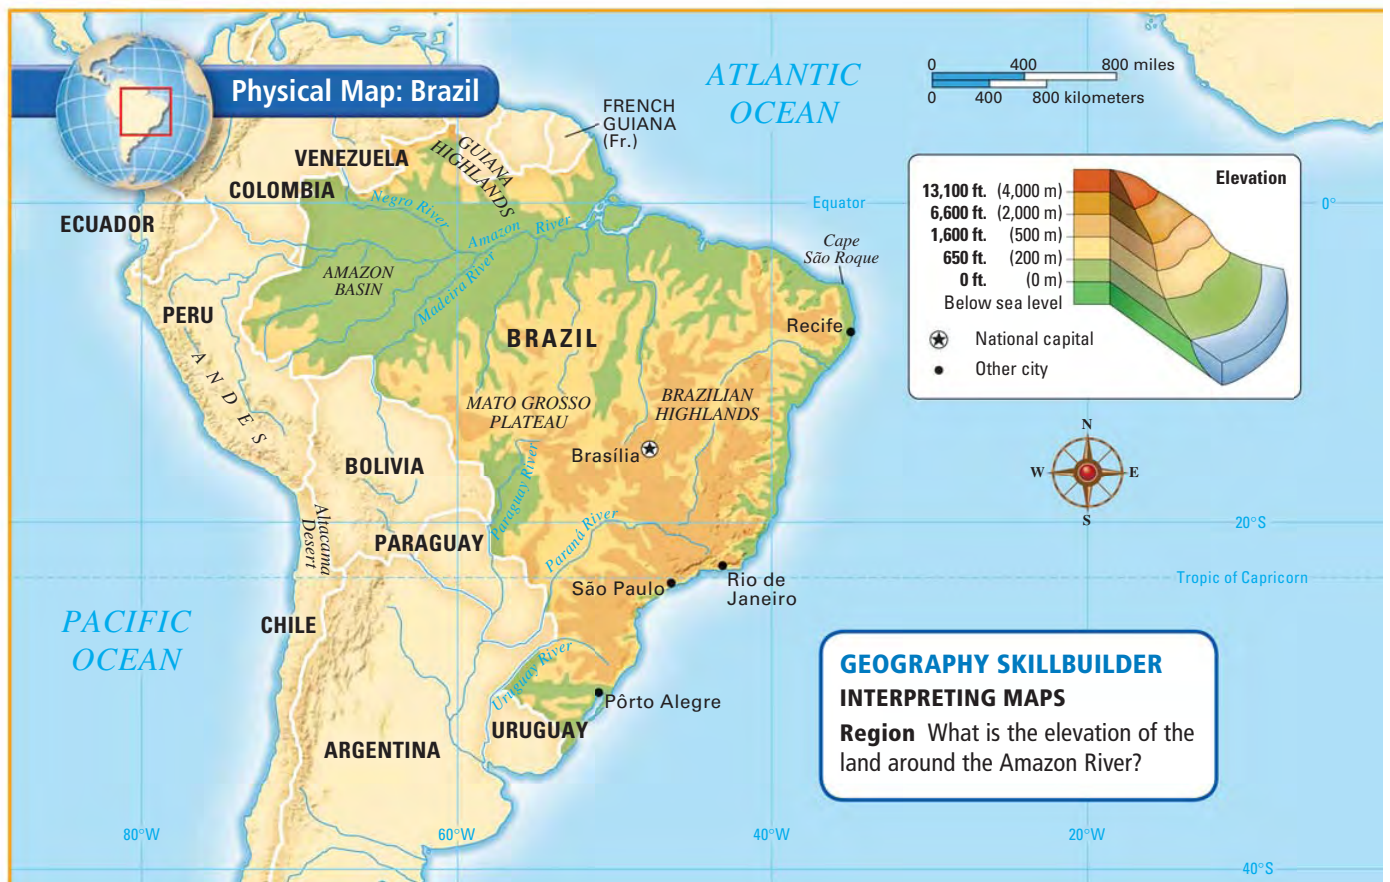 Physical Map: Brazil
ATLANTIC
OCEAN
0 400 800 miles
0 400 800 kilometers
FRENCH
GUIANA
(Fr.)
VENEZUELA
GUIANA
HIGHLANDS
COLOMBIA
ECUADOR
Negro River
Amazon River
Equator
0°
Elevation
13,100 ft. (4,000 m)
6,600 ft. (2,000 m)
1,600 ft. (500 m)
650 ft. (200 m)
0 ft. (0 m)
Below sea level
National capital
Other city
Cape
São Roque
AMAZON
BASIN
Madeira River
PERU
BRAZIL
Recife
ANDES
MATO GROSSO
PLATEAU
BRAZILIAN
HIGHLANDS
Brasília
BOLIVIA
Paraguay River
N
W E
S
Altacama
Desert
PARAGUAY
Parand River
20°S
São Paulo
Rio de
Janeiro
Tropic of Capricorn
PACIFIC
OCEAN
CHILE
Uruguay River
Pôrto Alegre
URUGUAY
ARGENTINA
GEOGRAPHY SKILLBUILDER
INTERPRETING MAPS
Region What is the elevation of the
land around the Amazon River?
80°W 60°W 40°W 20°W
40°S